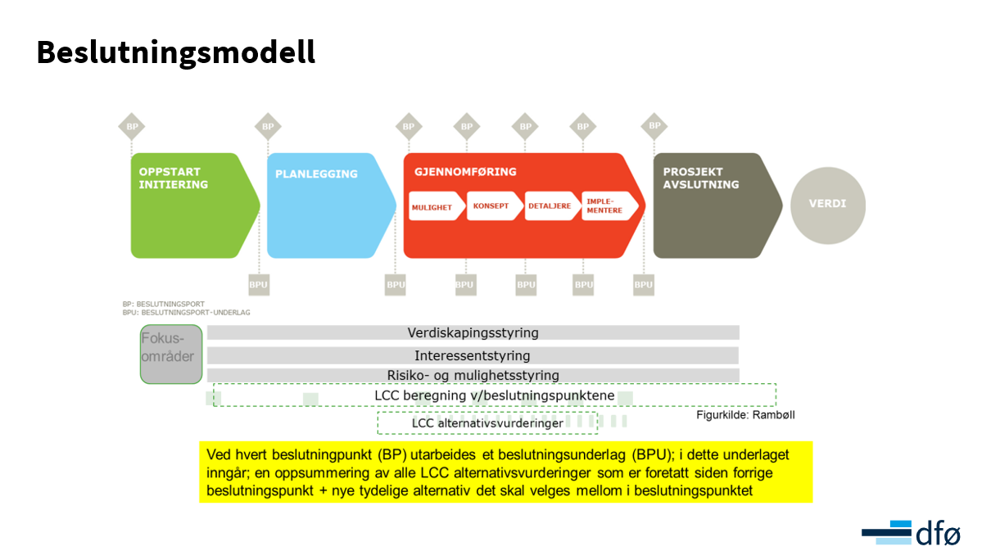 Beslutningsmodell
BP
BP
BP
BP
BP
BP
BP
OPPSTART
INITIERING
PLANLEGGING
GJENNOMFØRING
MULIGHET
KONSEPT
DETALJERE
IMPLE-
MENTERE
PROSJEKT
AVSLUTNING
VERDI
BPU
BPU
BPU
BPU
BPU
BPU
BP: BESLUTNINGSPORT
BPU: BESLUTNINGSPORT-UNDERLAG
Fokus-
områder
Verdiskapingsstyring
Interessentstyring
Risiko- og mulighetsstyring
LCC beregning v/beslutningspunktene
Figurkilde: Rambøll
LCC alternativsvurderinger
Ved hvert beslutningpunkt (BP) utarbeides et beslutningsunderlag (BPU); i dette underlaget
inngår; en oppsummering av alle LCC alternativsvurderinger som er foretatt siden forrige
beslutningspunkt + nye tydelige alternativ det skal velges mellom i beslutningspunktet
dfø